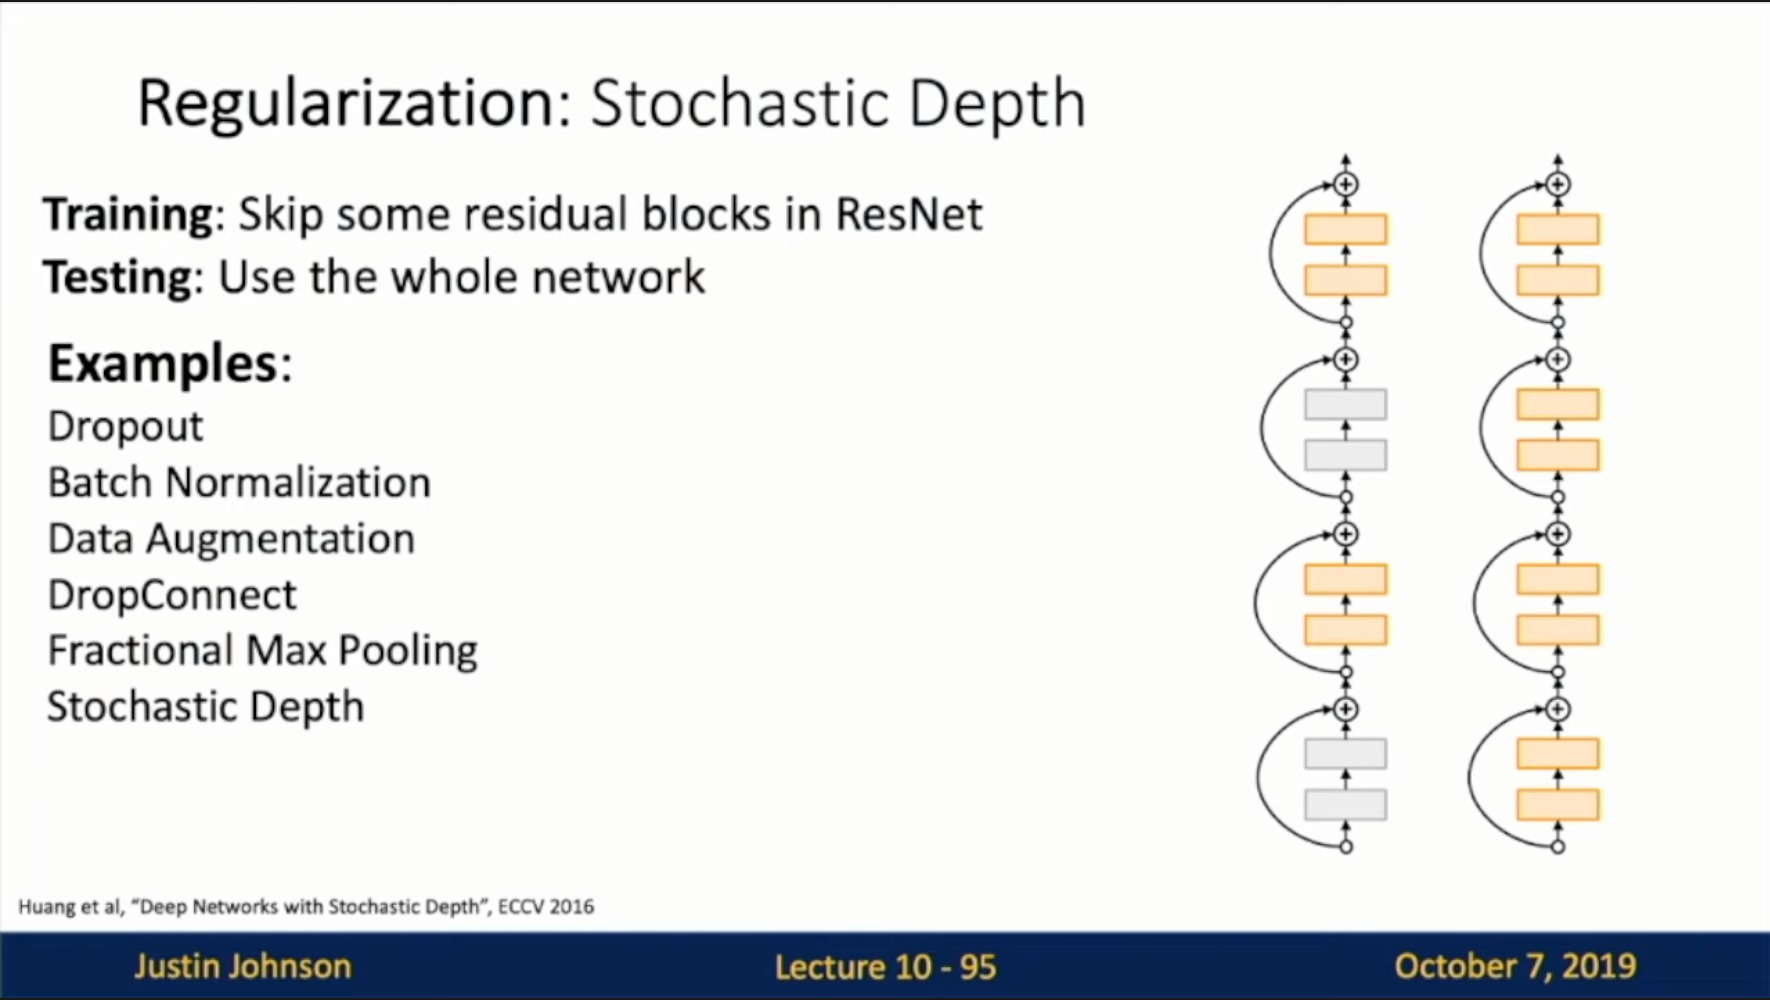 Regularization: Stochastic Depth
Training: Skip some residual blocks in ResNet
Testing: Use the whole network
Examples:
Dropout
Batch Normalization
Data Augmentation
DropConnect
Fractional Max Pooling
Stochastic Depth
Huang et al, “Deep Networks with Stochastic Depth”, ECCV 2016
Justin Johnson
Lecture 10 - 95
October 7, 2019